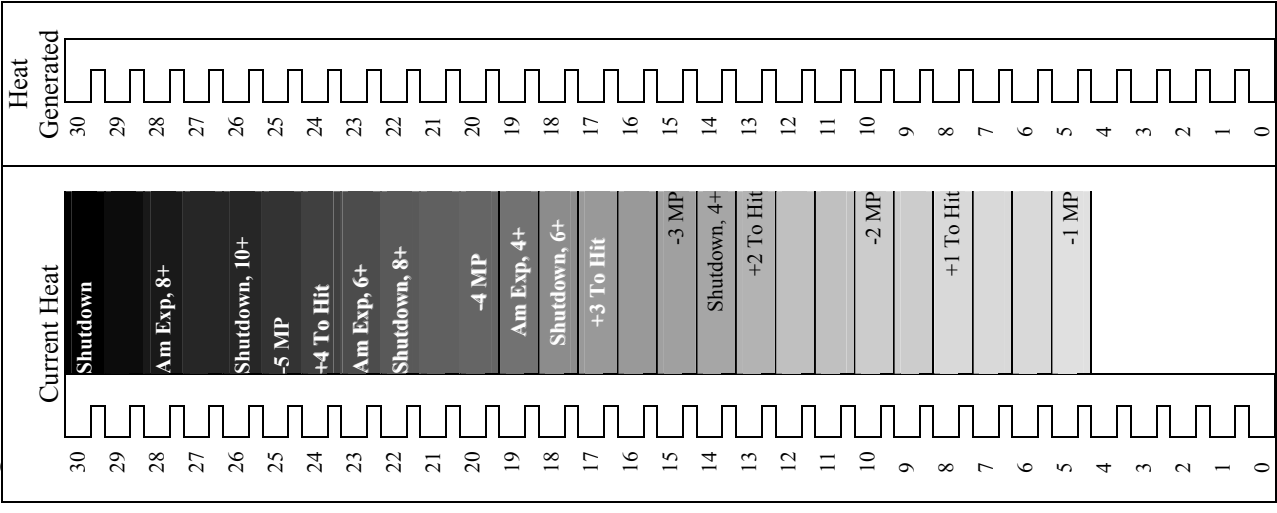 Heat
Generated
30 29 28 27 26 25 24 23 22 21 20 19 18 17 16 15 14 13 12 11 10 9 8 7 6 5 4 3 2 1 0
Current Heat
Shutdown
Am Exp, 8+
Shutdown, 10+
-5 MP
+4 To Hit
Am Exp, 6+
Shutdown, 8+
-4 MP
Am Exp, 4+
Shutdown, 6+
+3 To Hit
-3 MP
Shutdown, 4+
+2 To Hit
-2 MP
+1 To Hit
-1 MP
30 29 28 27 26 25 24 23 22 21 20 19 18 17 16 15 14 13 12 11 10 9 8 7 6 5 4 3 2 1 0